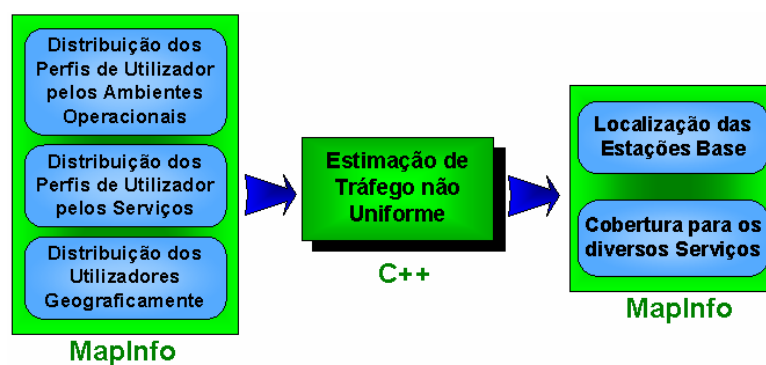 Distribuição dos
Perfis de Utilizador
pelos Ambientes
Operacionais
Distribuição dos
Perfis de Utilizador
pelos Serviços
Distribuição dos
Utilizadores
Geograficamente
MapInfo
Estimação de
Tráfego não
Uniforme
C++
Localização das
Estações Base
Cobertura para os
diversos Serviços
MapInfo